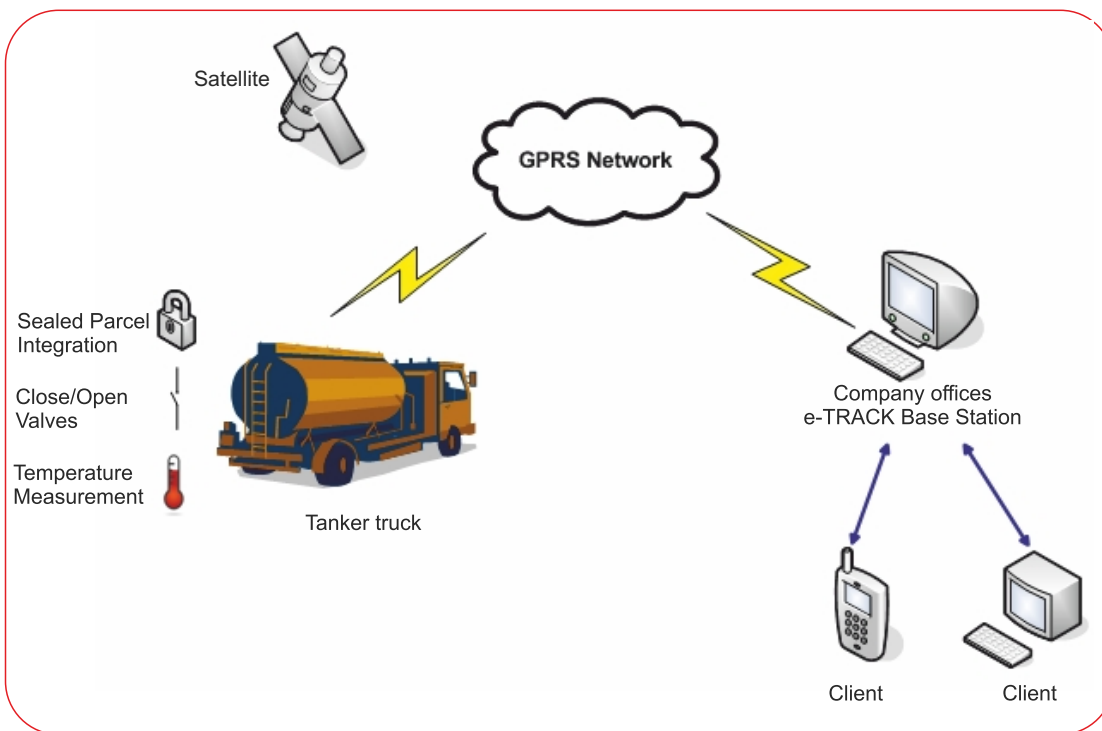 Satellite
GPRS Network
Sealed Parcel
Integration
Close/Open
Valves
Temperature
Measurement
Tanker truck
Company offices
e-TRACK Base Station
Client
Client